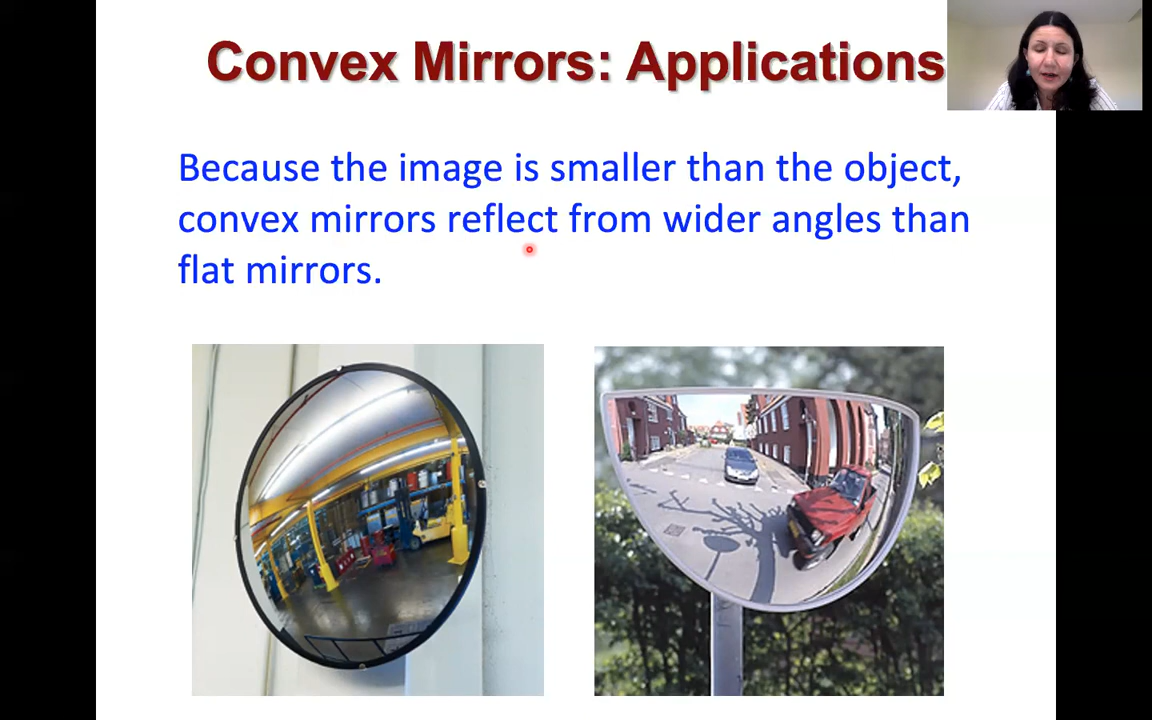 Convex Mirrors: Applications
Because the image is smaller than the object,
convex mirrors reflect from wider angles than
flat mirrors.